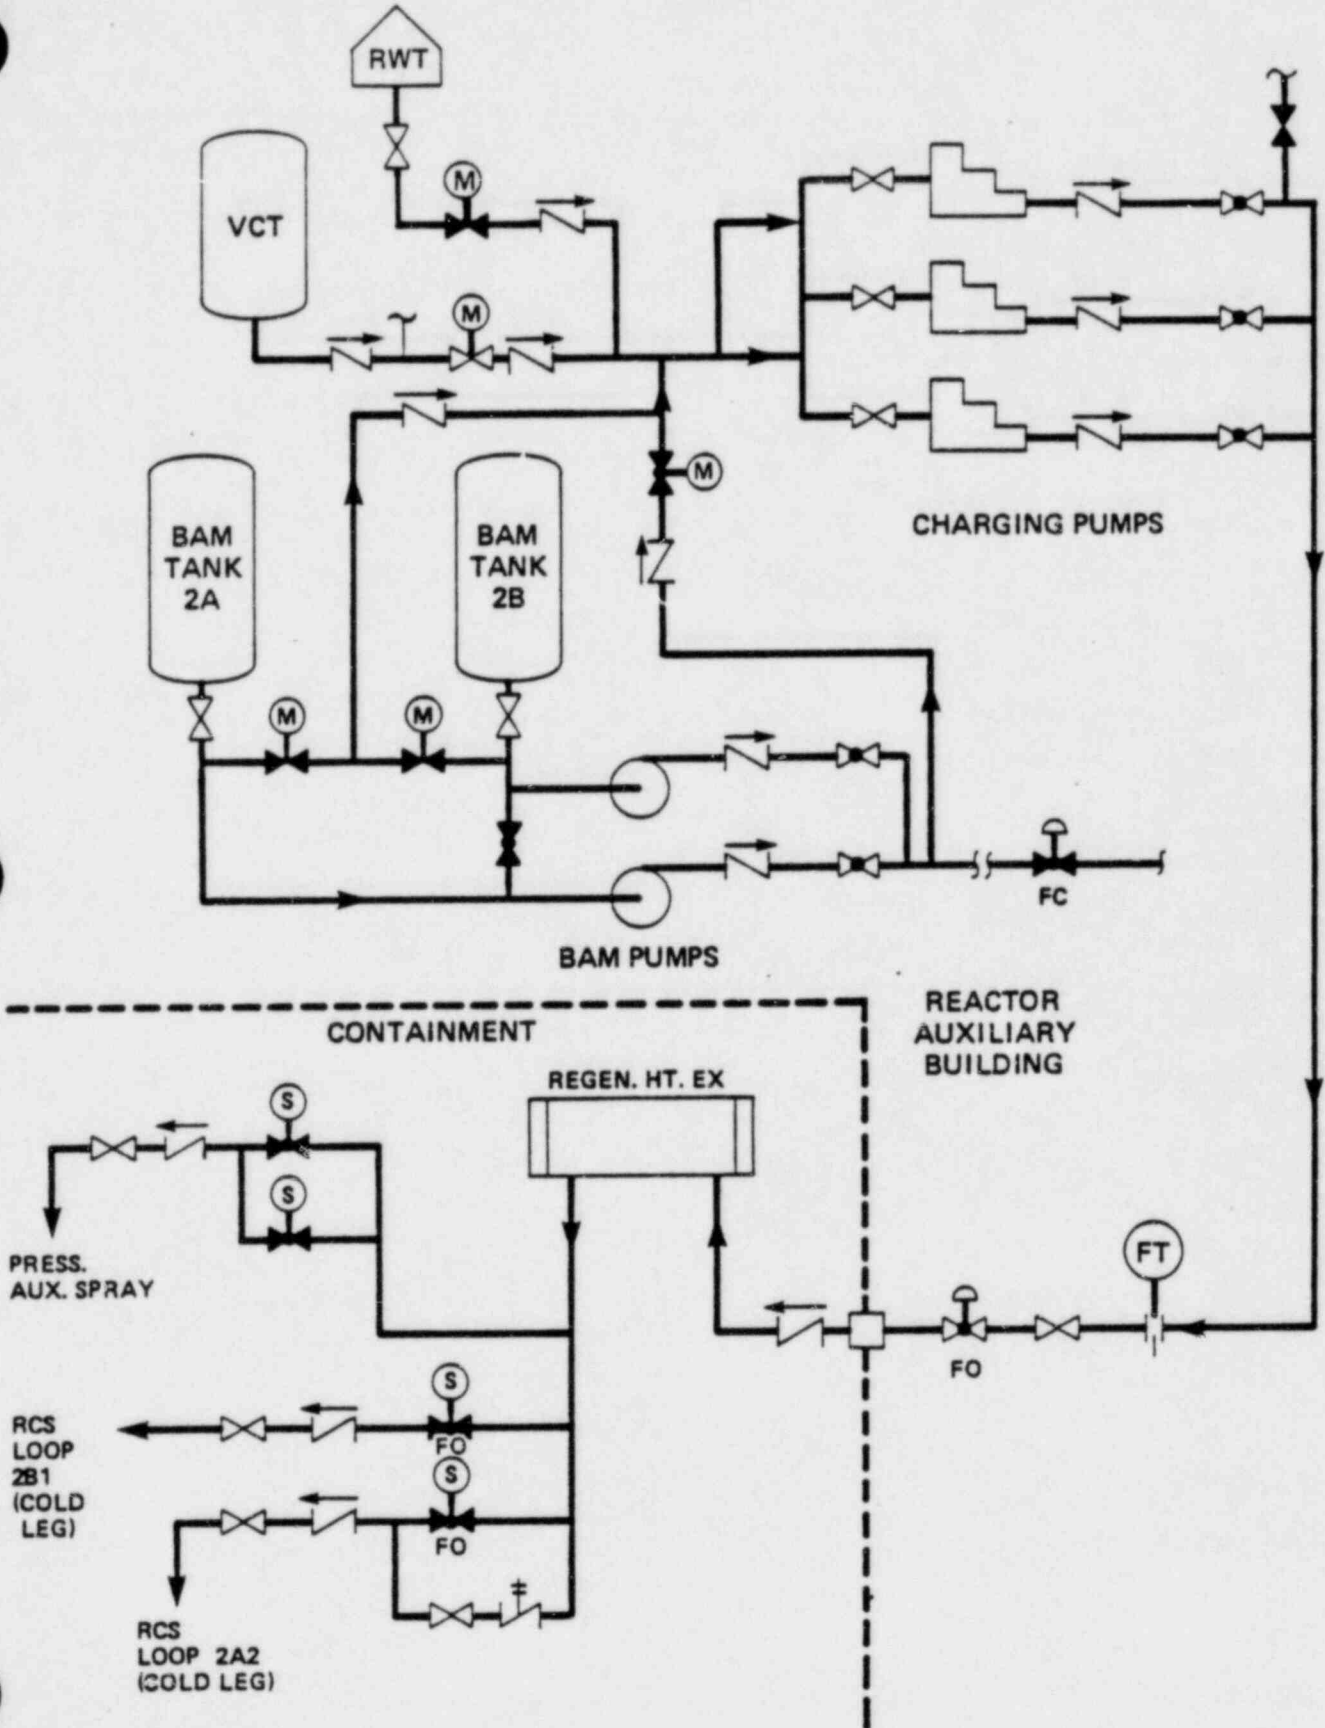 RWT
M
VCT
M
BAM
TANK
2A
BAM
TANK
2B
M
CHARGING PUMPS
M
M
FC
BAM PUMPS
CONTAINMENT
REACTOR
AUXILIARY
BUILDING
REGEN. HT. EX
S
S
PRESS.
AUX. SPRAY
FT
FO
S
FO
RCS
LOOP
2B1
(COLD
LEG)
S
FO
RCS
LOOP 2A2
(COLD LEG)